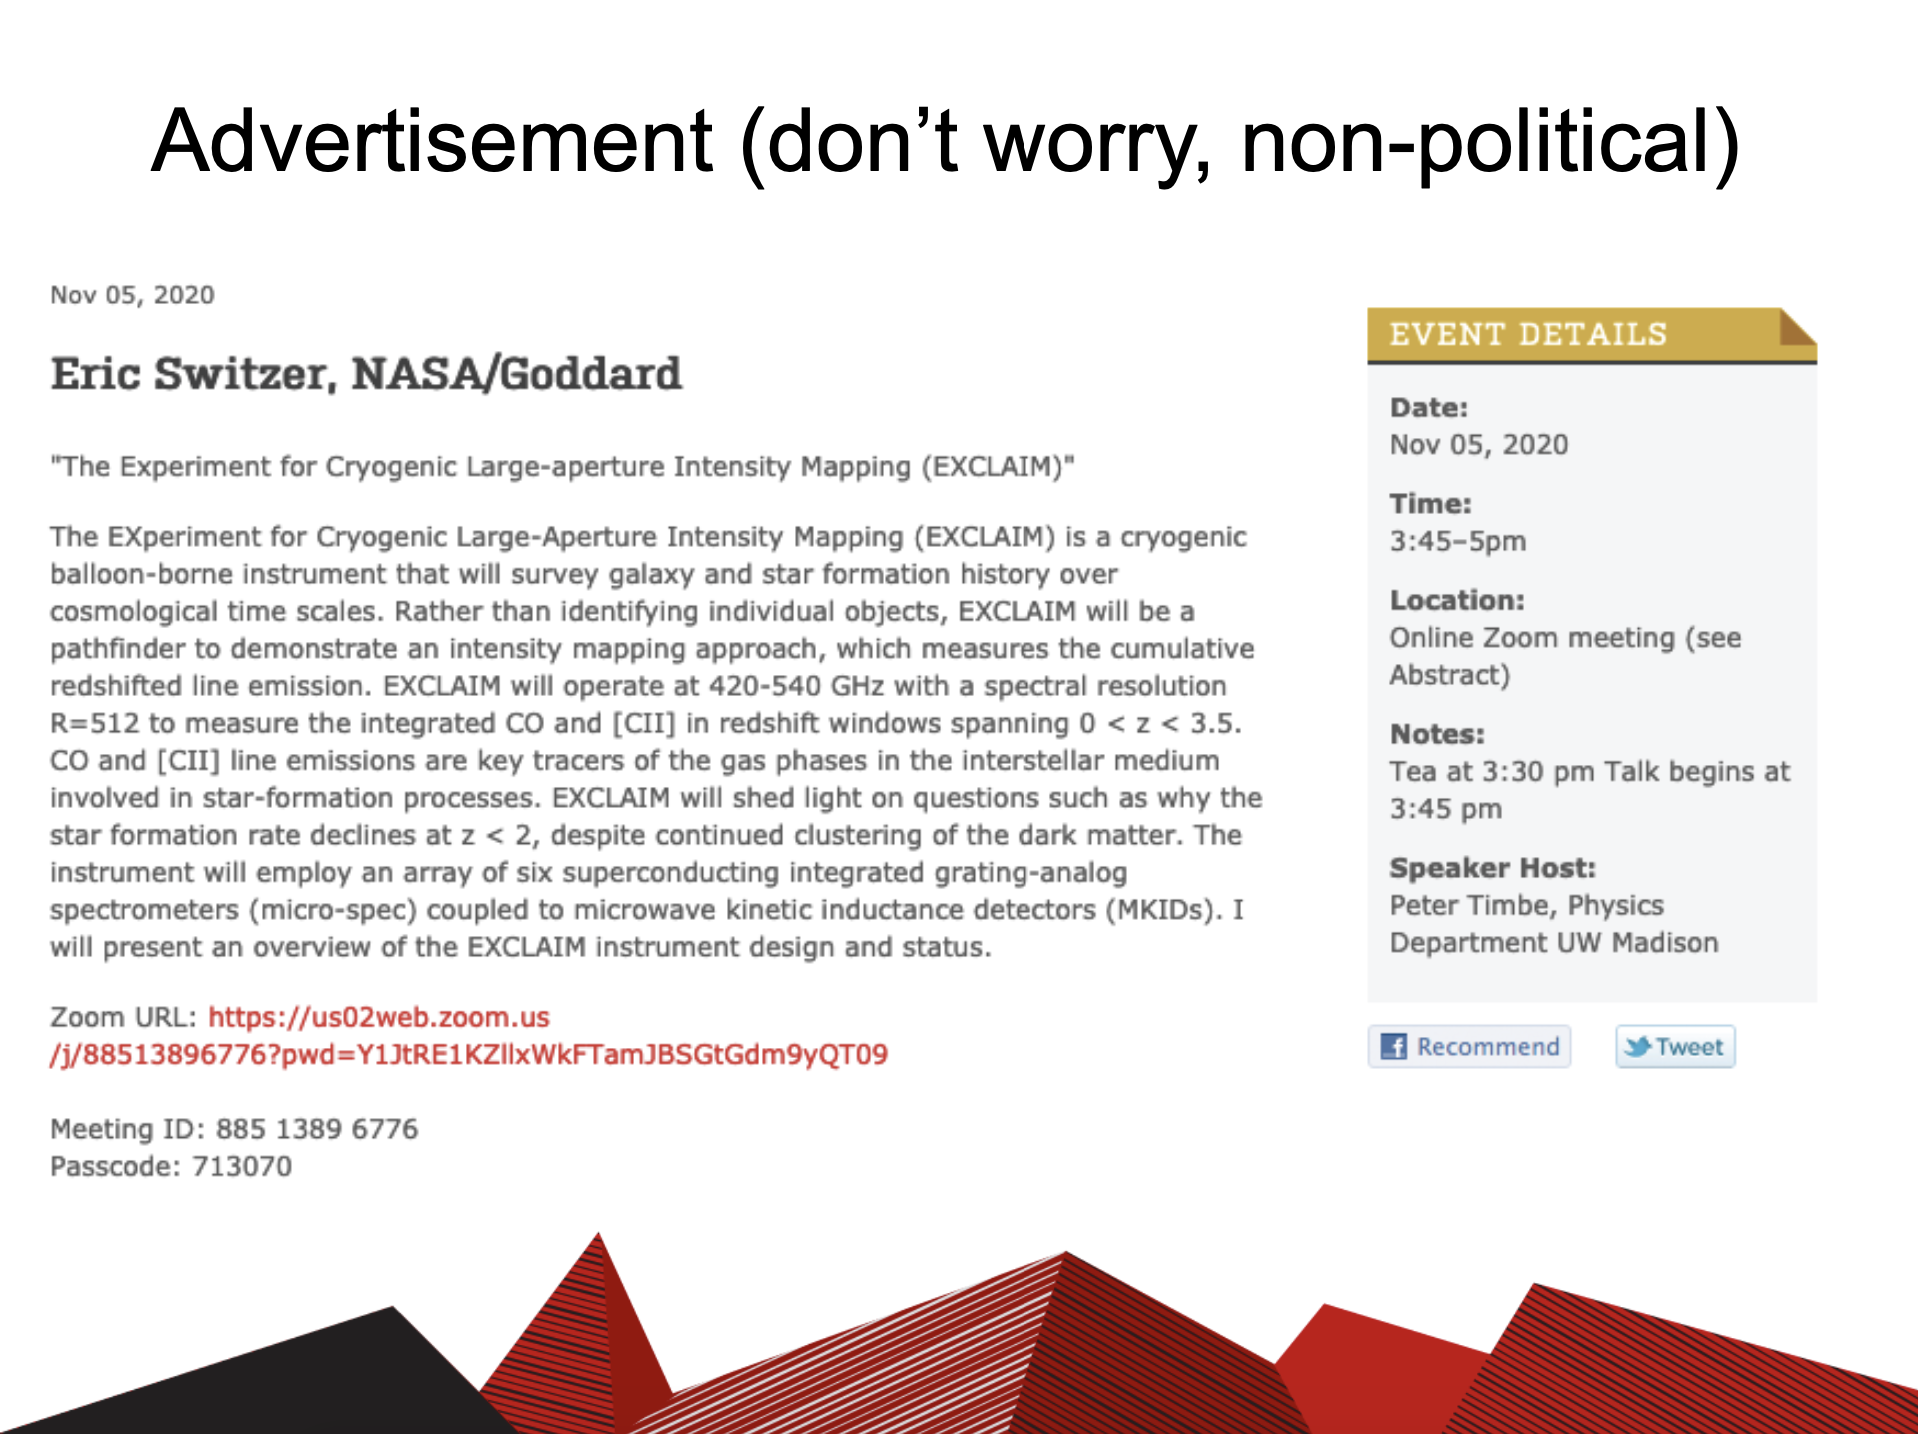 Advertisement (don’t worry, non-political)
Nov 05, 2020
Eric Switzer, NASA/Goddard
"The Experiment for Cryogenic Large-aperture Intensity Mapping (EXCLAIM)"
The EXperiment for Cryogenic Large-Aperture Intensity Mapping (EXCLAIM) is a cryogenic
balloon-borne instrument that will survey galaxy and star formation history over
cosmological time scales. Rather than identifying individual objects, EXCLAIM will be a
pathfinder to demonstrate an intensity mapping approach, which measures the cumulative
redshifted line emission. EXCLAIM will operate at 420-540 GHz with a spectral resolution
R=512 to measure the integrated CO and [CII] in redshift windows spanning 0 < z < 3.5.
CO and [CII] line emissions are key tracers of the gas phases in the interstellar medium
involved in star-formation processes. EXCLAIM will shed light on questions such as why the
star formation rate declines at z < 2, despite continued clustering of the dark matter. The
instrument will employ an array of six superconducting integrated grating-analog
spectrometers (micro-spec) coupled to microwave kinetic inductance detectors (MKIDs). I
will present an overview of the EXCLAIM instrument design and status.
Zoom URL: https://us02web.zoom.us
/j/88513896776?pwd=Y1JtRE1KZllxWkFTamJBSGtGdm9yQT09
Meeting ID: 885 1389 6776
Passcode: 713070
EVENT DETAILS
Date:
Nov 05, 2020
Time:
3:45–5pm
Location:
Online Zoom meeting (see
Abstract)
Notes:
Tea at 3:30 pm Talk begins at
3:45 pm
Speaker Host:
Peter Timbe, Physics
Department UW Madison
Recommend
Tweet